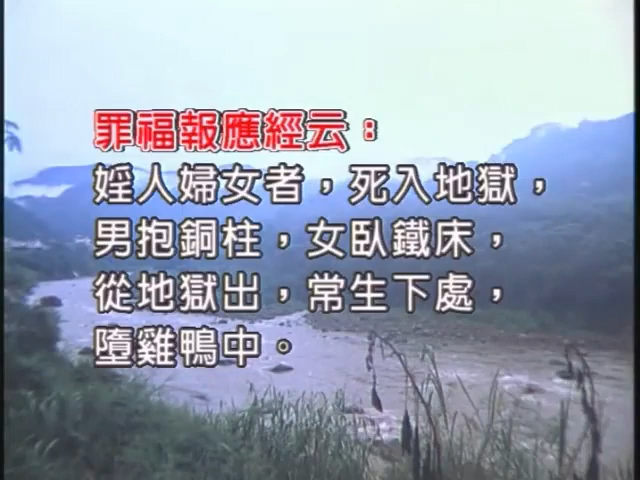 罪福報應經云：
婬人婦女者，死入地獄，
男抱銅柱，女臥鐵床，
從地獄出，常生下處，
墮雞鴨中。